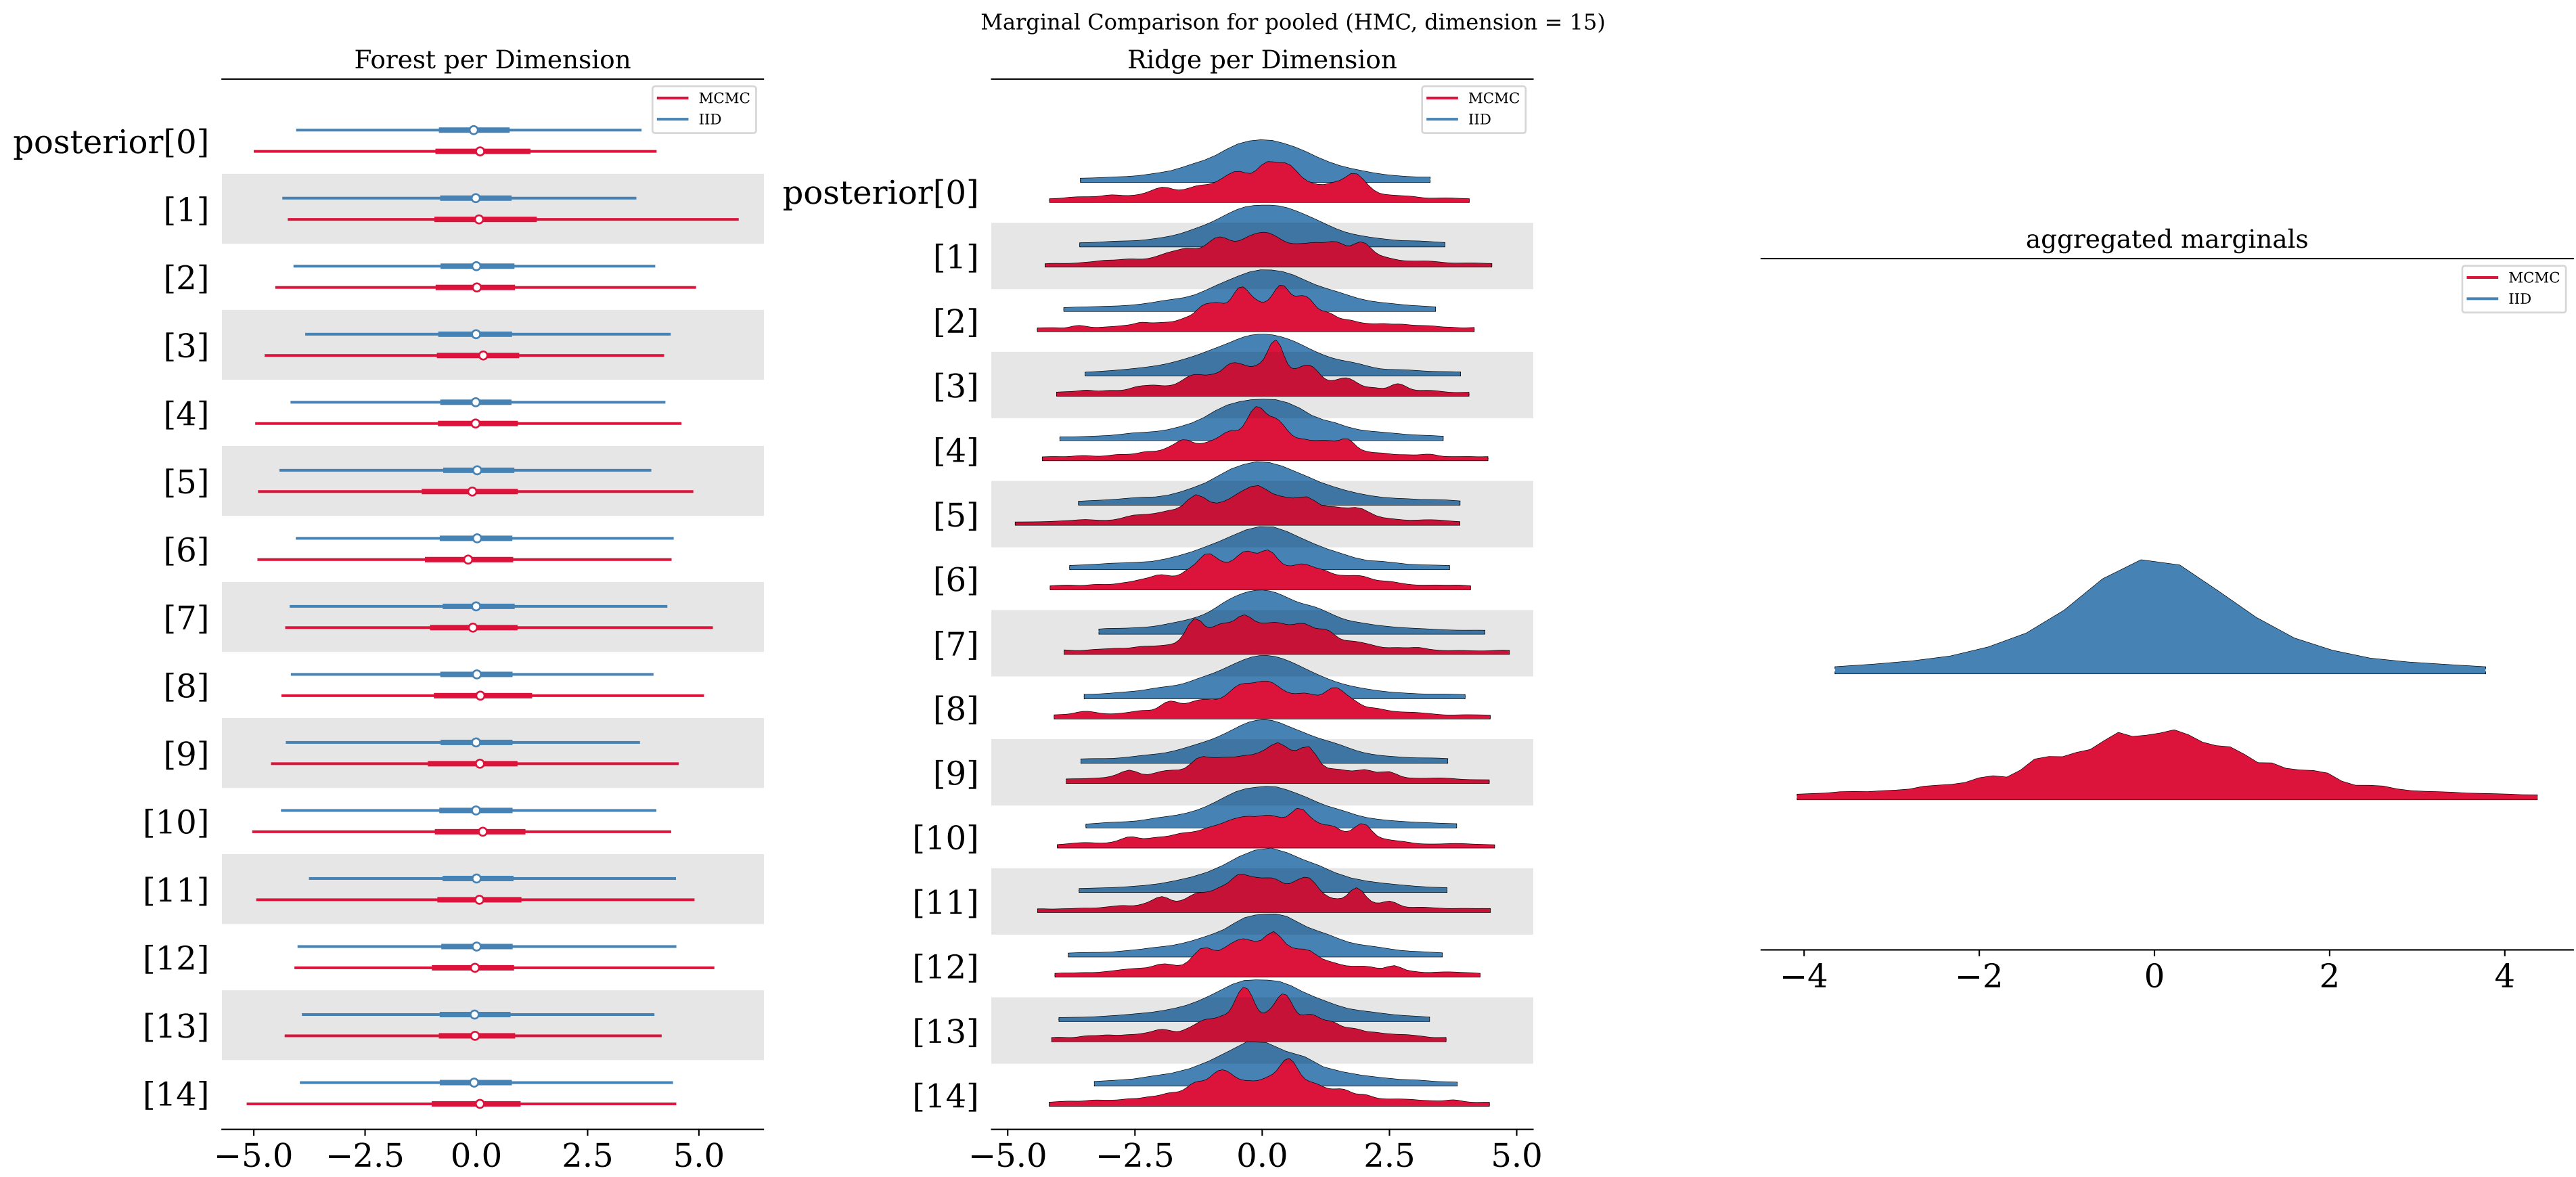 Marginal Comparison for pooled (HMC, dimension = 15)
Forest per Dimension
MCMC
IID
posterior[0]
[1]
[2]
[3]
[4]
[5]
[6]
[7]
[8]
[9]
[10]
[11]
[12]
[13]
[14]
−5.0 −2.5 0.0 2.5 5.0
Ridge per Dimension
MCMC
IID
posterior[0]
[1]
[2]
[3]
[4]
[5]
[6]
[7]
[8]
[9]
[10]
[11]
[12]
[13]
[14]
−5.0 −2.5 0.0 2.5 5.0
aggregated marginals
MCMC
IID
−4 −2 0 2 4